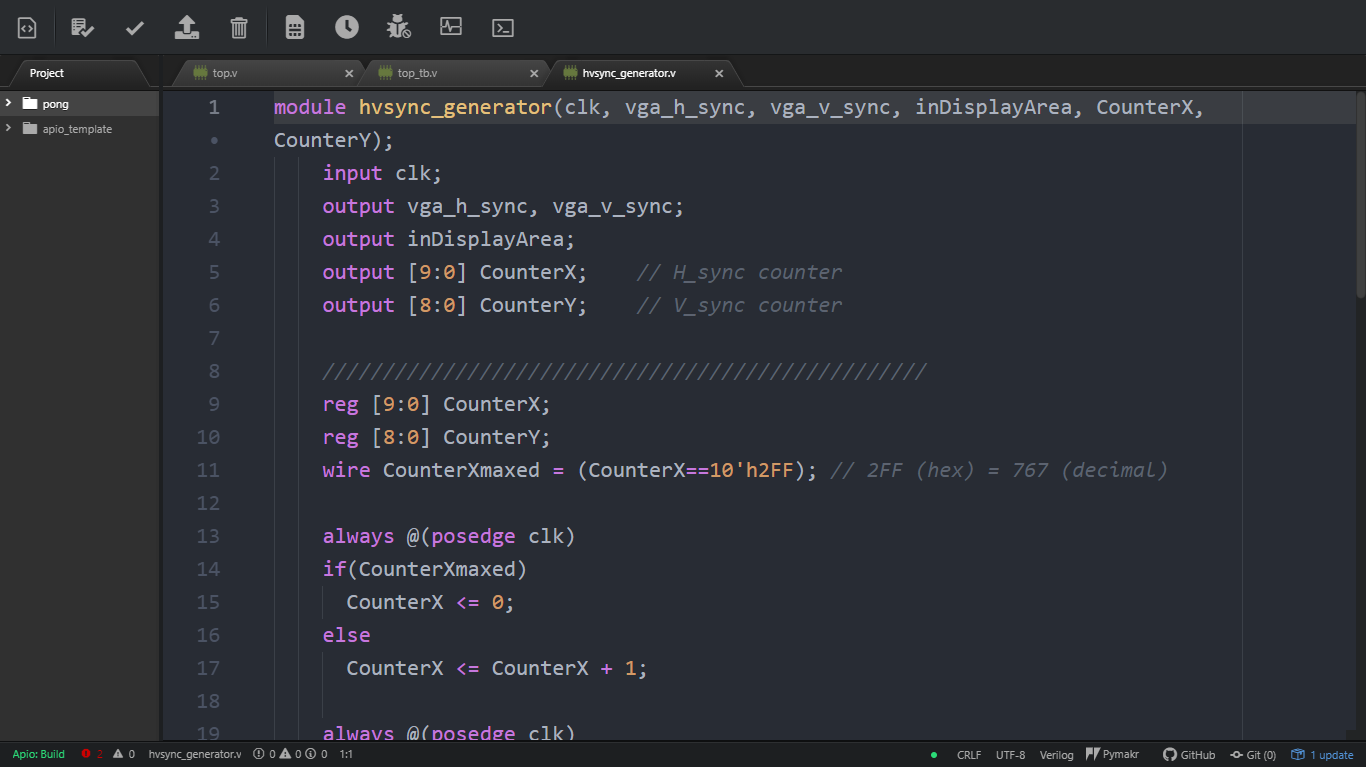 Project
top.v
top_tb.v
hvsync_generator.v
pong
apio_template
1 module hvsync_generator(clk, vga_h_sync, vga_v_sync, inDisplayArea, CounterX,
• CounterY);
2 input clk;
3 output vga_h_sync, vga_v_sync;
4 output inDisplayArea;
5 output [9:0] CounterX; // H_sync counter
6 output [8:0] CounterY; // V_sync counter
7
8 //////////////////////////////////////////////////
9 reg [9:0] CounterX;
10 reg [8:0] CounterY;
11 wire CounterXmaxed = (CounterX==10'h2FF); // 2FF (hex) = 767 (decimal)
12
13 always @(posedge clk)
14 if(CounterXmaxed)
15 CounterX <= 0;
16 else
17 CounterX <= CounterX + 1;
18
19 always @(posedge clk)
Apio: Build 2 0 hvsync_generator.v 0 0 0 1:1 CRLF UTF-8 Verilog Pymakr GitHub Git (0) 1 update